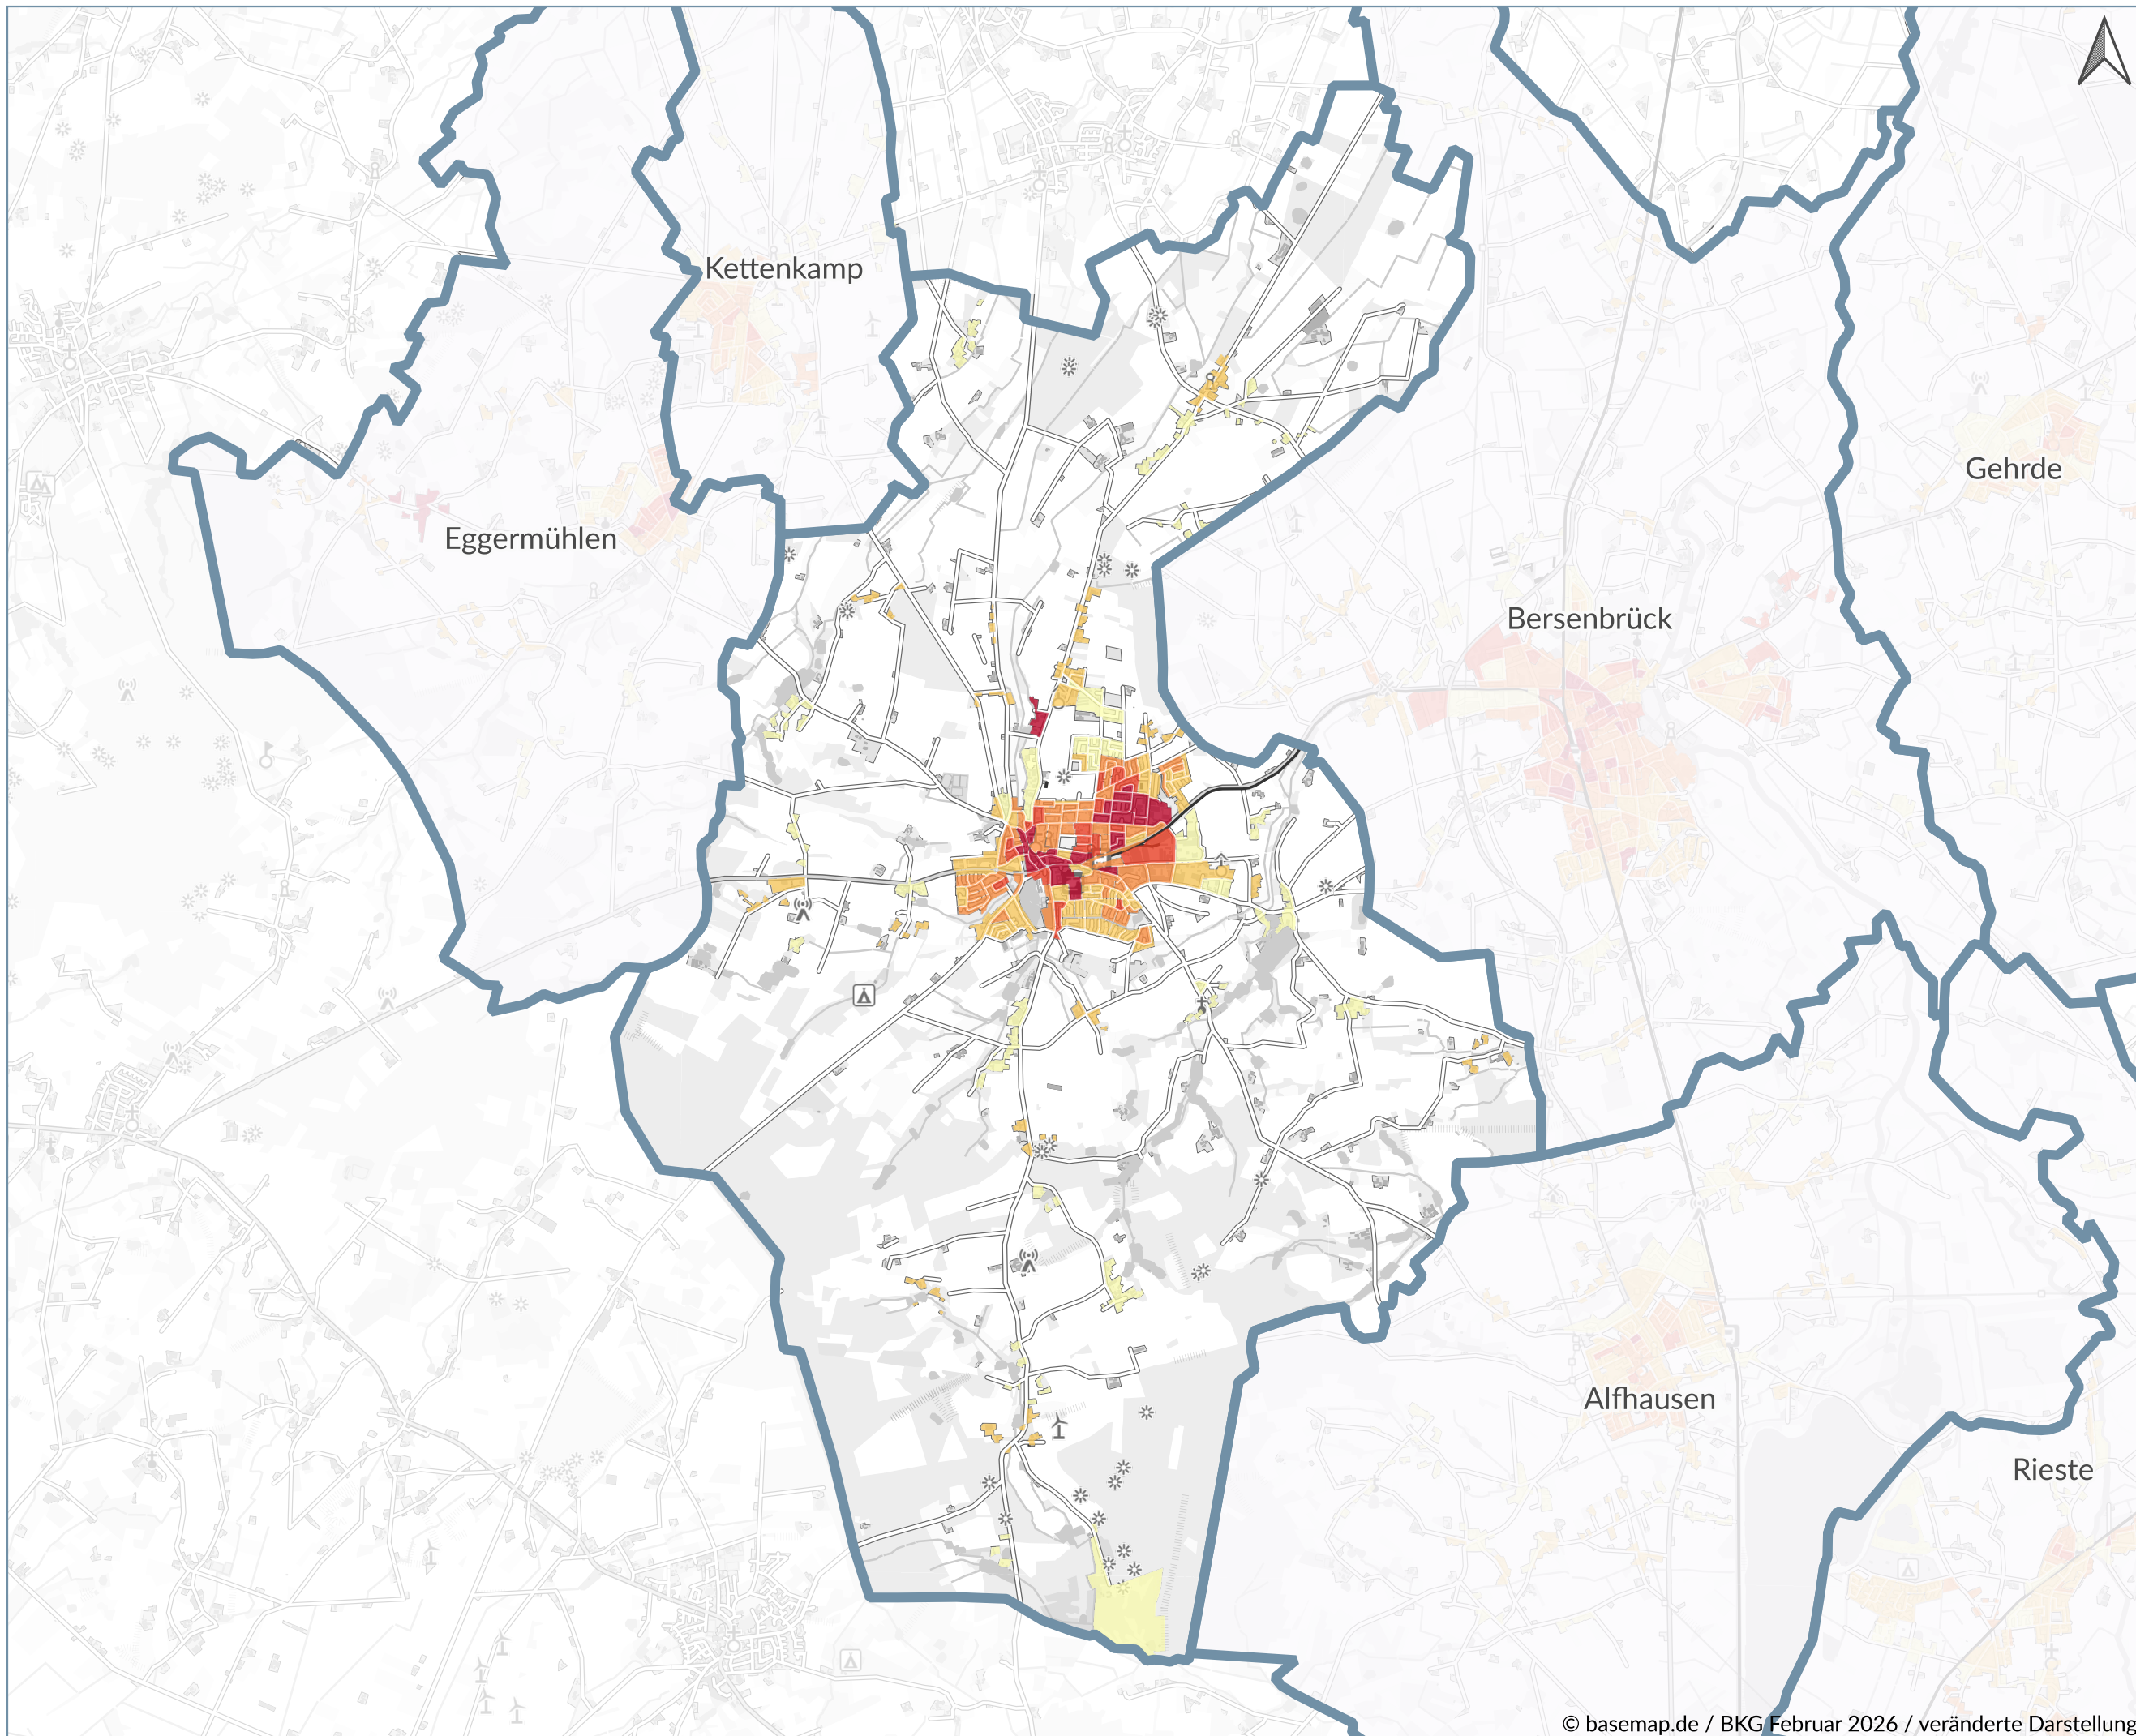 Kettenkamp
Gehrde
Eggermühlen
Bersenbrück
Alfhausen
Rieste
© basemap.de / BKG Februar 2026 / veränderte Darstellung